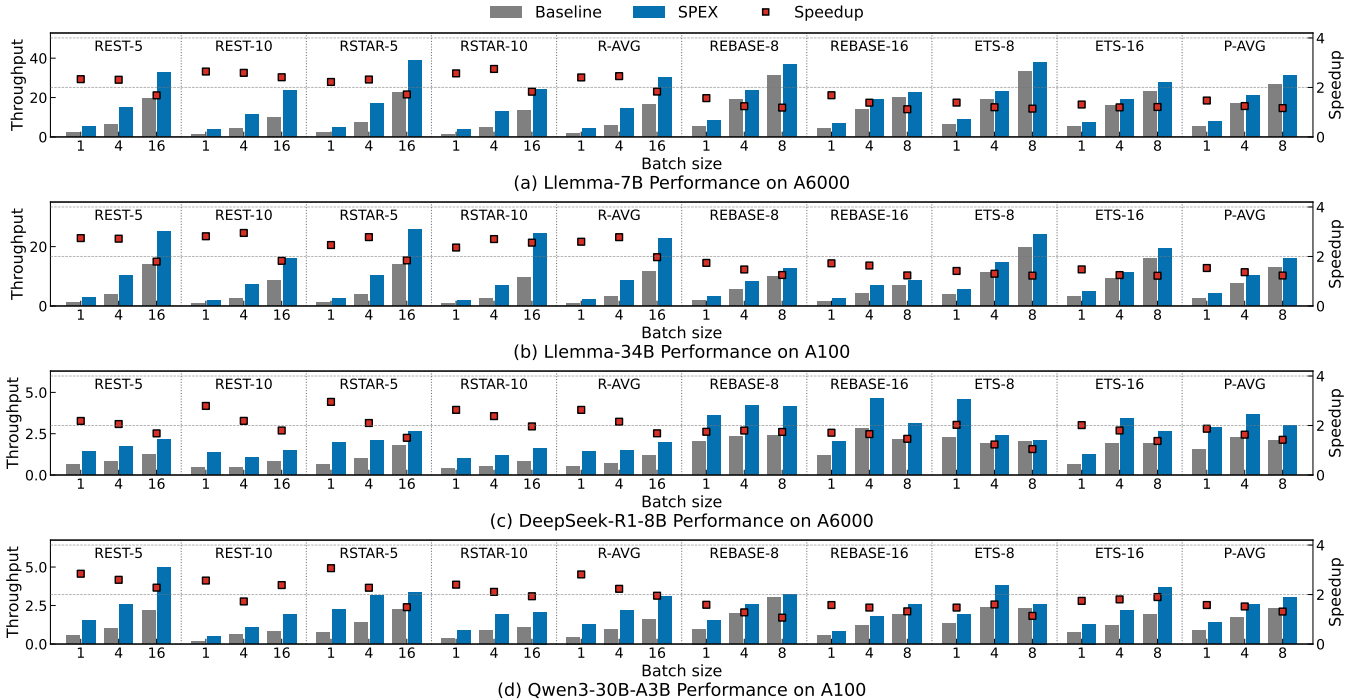 Baseline SPEX Speedup
REST-5 REST-10 RSTAR-5 RSTAR-10 R-AVG REBASE-8 REBASE-16 ETS-8 ETS-16 P-AVG
Throughput
40
20
0
Speedup
4
2
0
1 4 16 1 4 16 1 4 16 1 4 16 1 4 16 1 4 8 1 4 8 1 4 8 1 4 8 1 4 8
Batch size
(a) Llemma-7B Performance on A6000
REST-5 REST-10 RSTAR-5 RSTAR-10 R-AVG REBASE-8 REBASE-16 ETS-8 ETS-16 P-AVG
Throughput
20
0
Speedup
4
2
0
1 4 16 1 4 16 1 4 16 1 4 16 1 4 16 1 4 8 1 4 8 1 4 8 1 4 8 1 4 8
Batch size
(b) Llemma-34B Performance on A100
REST-5 REST-10 RSTAR-5 RSTAR-10 R-AVG REBASE-8 REBASE-16 ETS-8 ETS-16 P-AVG
Throughput
5.0
2.5
0.0
Speedup
4
2
0
1 4 16 1 4 16 1 4 16 1 4 16 1 4 16 1 4 8 1 4 8 1 4 8 1 4 8 1 4 8
Batch size
(c) DeepSeek-R1-8B Performance on A6000
REST-5 REST-10 RSTAR-5 RSTAR-10 R-AVG REBASE-8 REBASE-16 ETS-8 ETS-16 P-AVG
Throughput
5.0
2.5
0.0
Speedup
4
2
0
1 4 16 1 4 16 1 4 16 1 4 16 1 4 16 1 4 8 1 4 8 1 4 8 1 4 8 1 4 8
Batch size
(d) Qwen3-30B-A3B Performance on A100